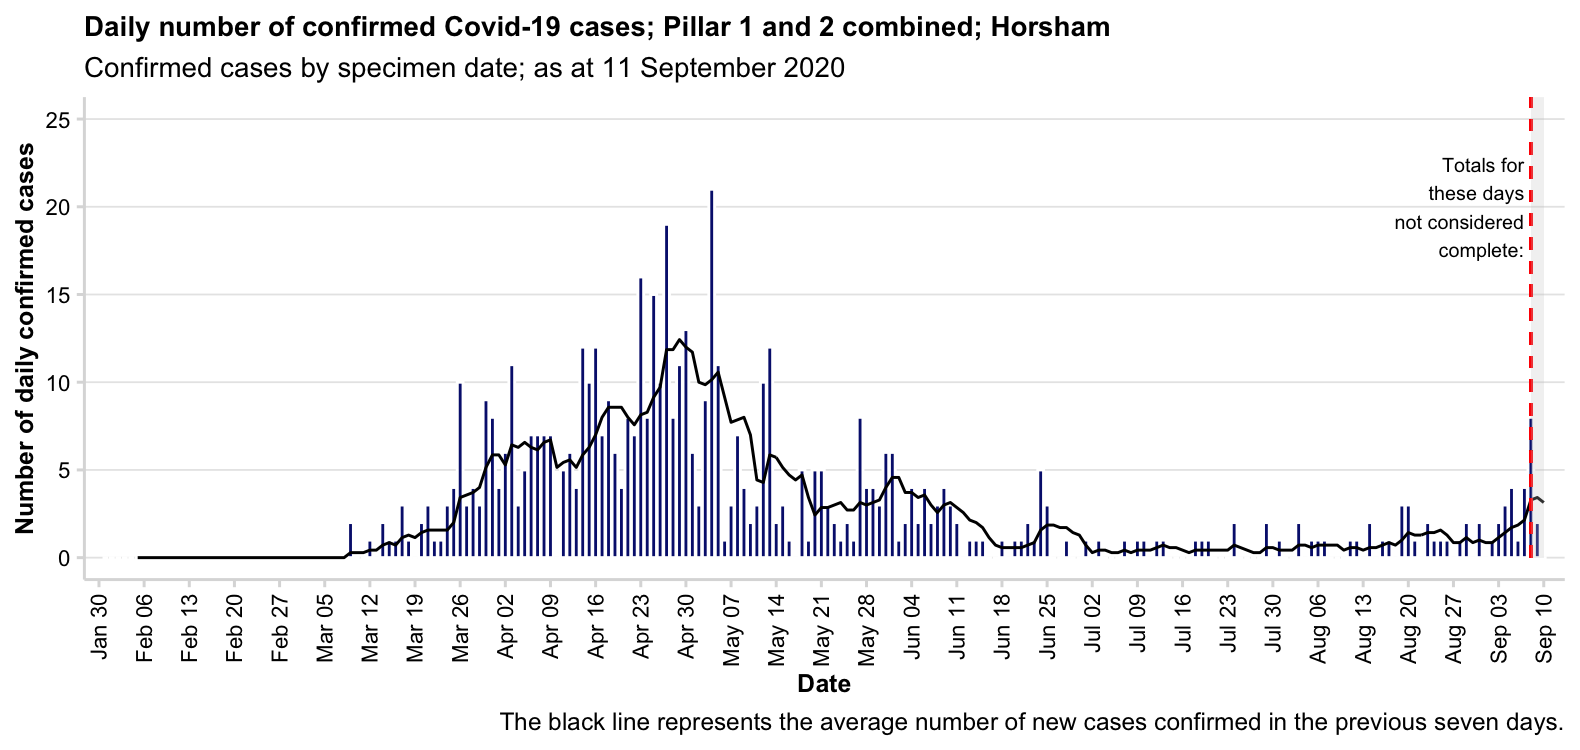 Daily number of confirmed Covid-19 cases; Pillar 1 and 2 combined; Horsham
Confirmed cases by specimen date; as at 11 September 2020
Number of daily confirmed cases
25
20
15
10
5
0
Totals for
these days
not considered
complete:
Jan 30
Feb 06
Feb 13
Feb 20
Feb 27
Mar 05
Mar 12
Mar 19
Mar 26
Apr 02
Apr 09
Apr 16
Apr 23
Apr 30
May 07
May 14
May 21
May 28
Jun 04
Jun 11
Jun 18
Jun 25
Jul 02
Jul 09
Jul 16
Jul 23
Jul 30
Aug 06
Aug 13
Aug 20
Aug 27
Sep 03
Sep 10
Date
The black line represents the average number of new cases confirmed in the previous seven days.